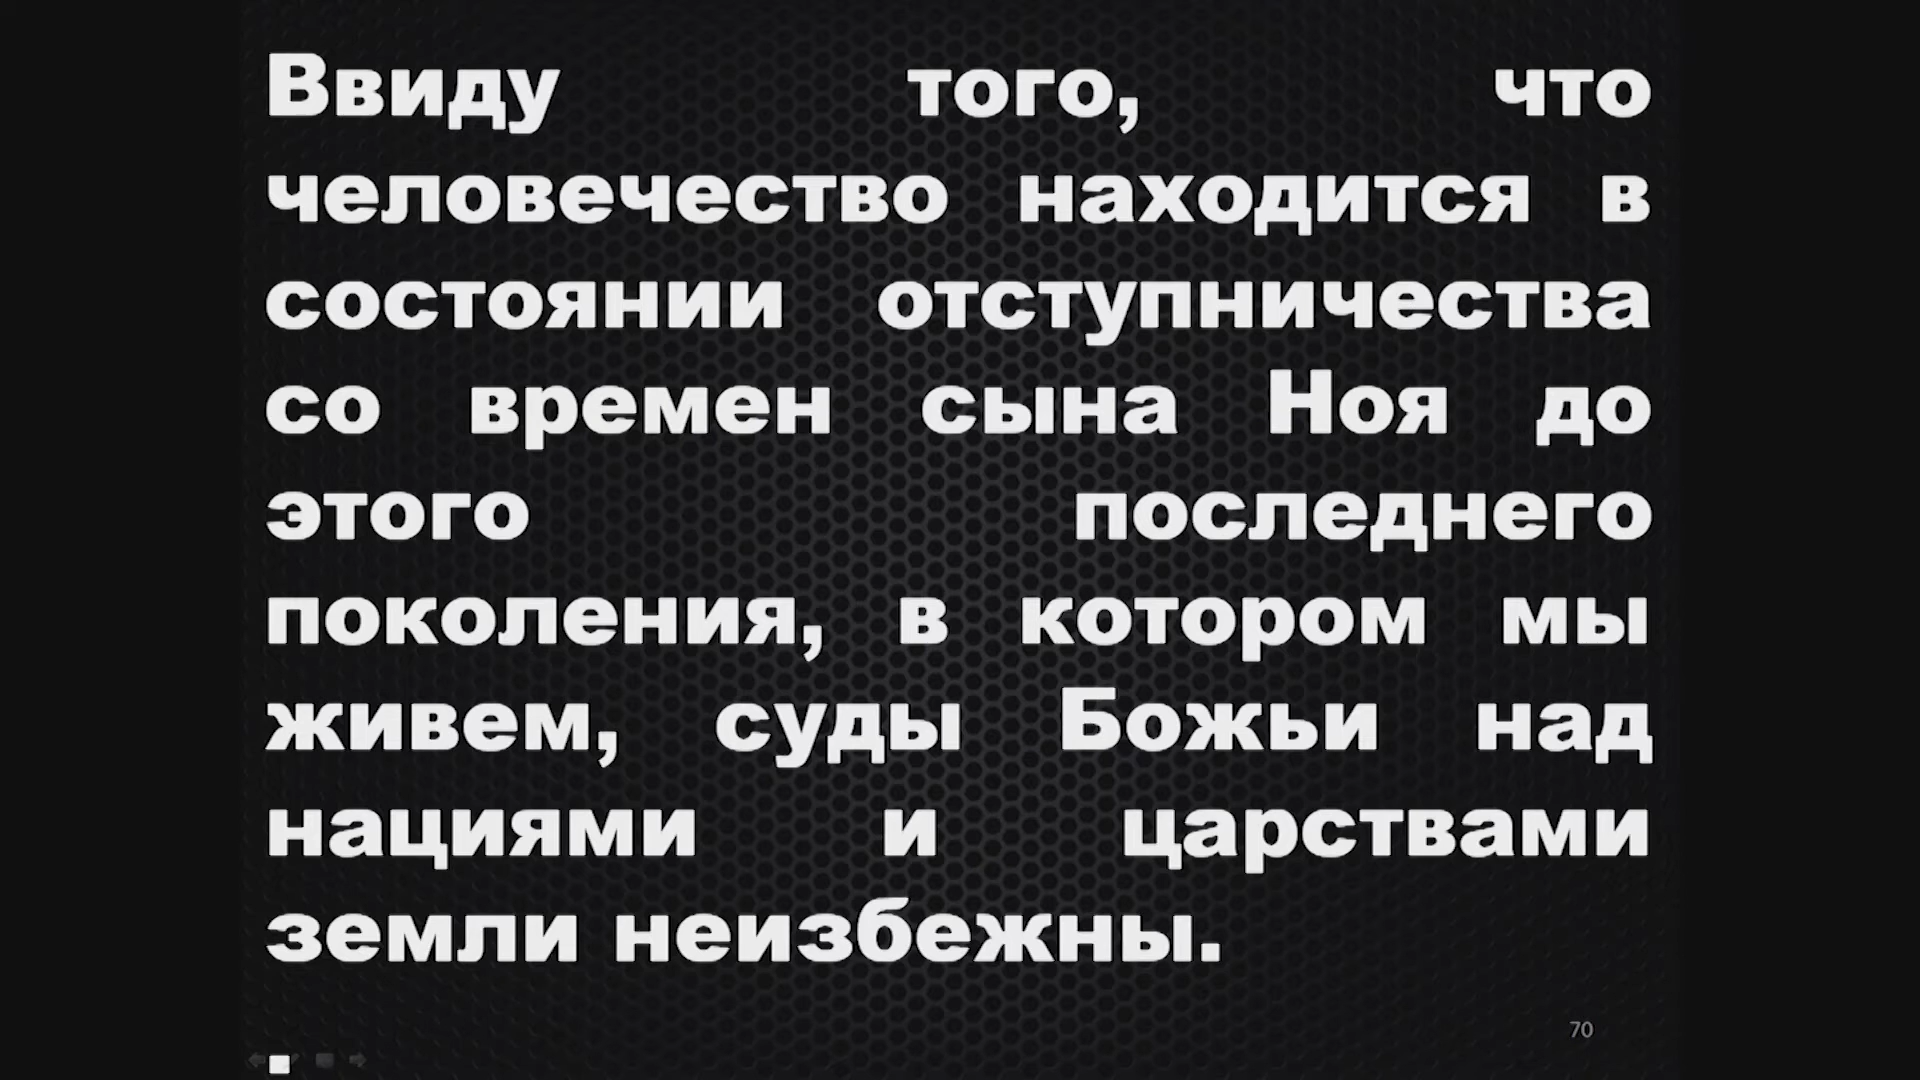 Ввиду того, что
человечество находится в
состоянии отступничества
со времен сына Ноя до
этого последнего
поколения, в котором мы
живем, суды Божьи над
нациями и царствами
земли неизбежны.
70